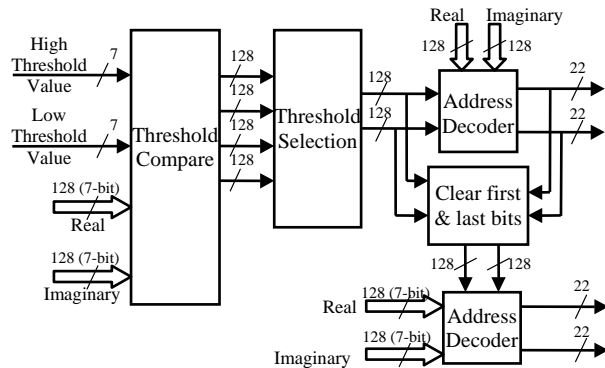 Real Imaginary
128 128
High
Threshold
Value
7
128
128
128
128
Low
Threshold
Value
7
Threshold
Compare
Threshold
Selection
128
128
Address
Decoder
22
22
128 (7-bit)
Real
128 (7-bit)
Imaginary
Clear first
& last bits
128 128
Real
128 (7-bit)
Imaginary
128 (7-bit)
Address
Decoder
22
22